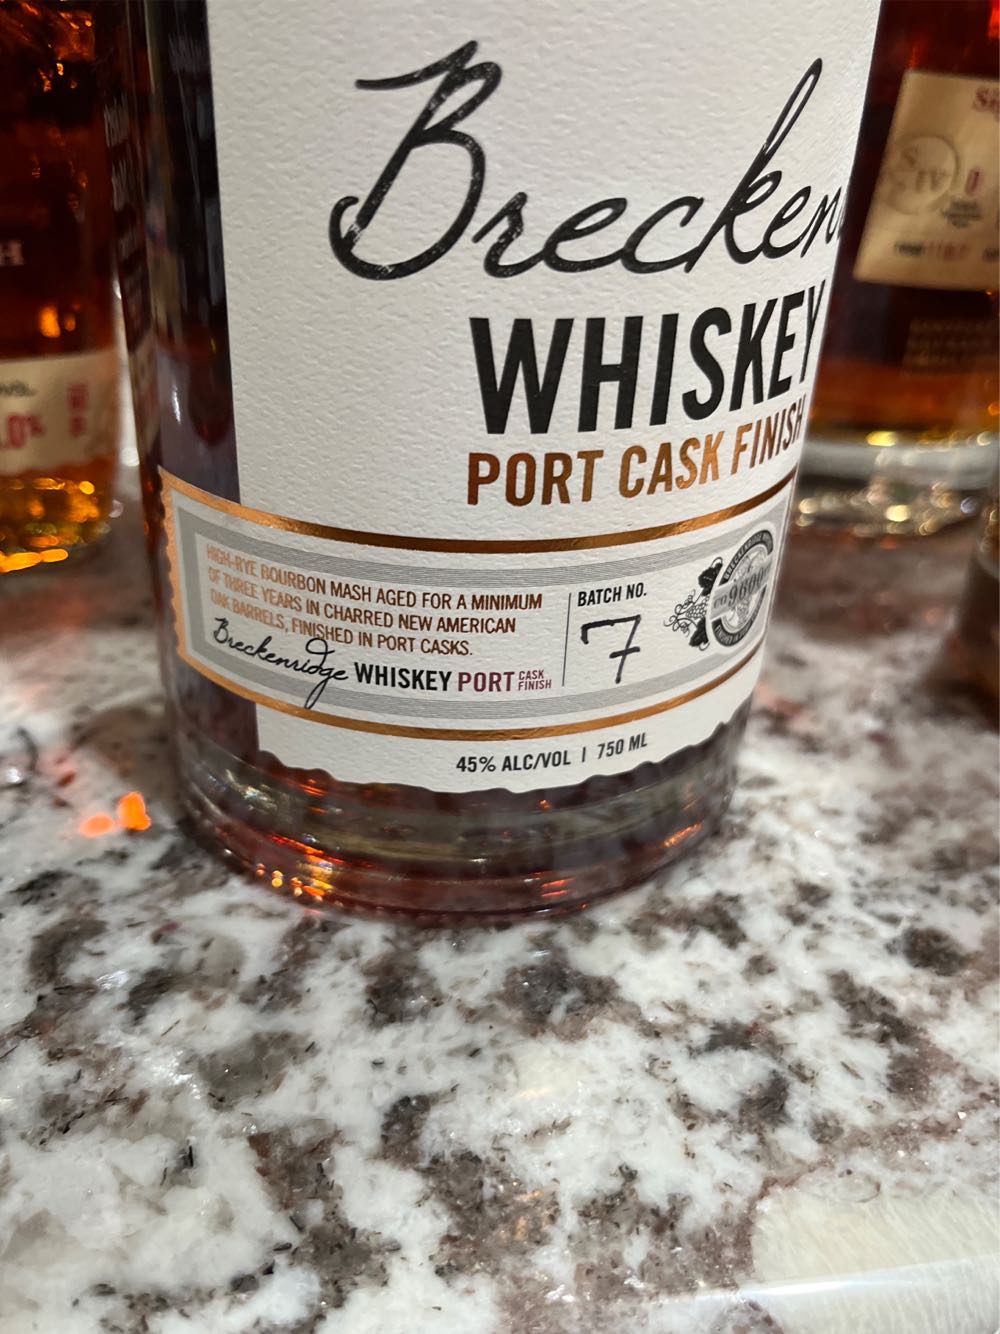 Brecken
WHISKEY
PORT CASK FINISH
HIGH-RYE BOURBON MASH AGED FOR A MINIMUM
OF THREE YEARS IN CHARRED NEW AMERICAN
OAK BARRELS, FINISHED IN PORT CASKS.
Breckenridge WHISKEY PORT CASK FINISH
BATCH NO.
7
CO 9600
45% ALC/VOL | 750 ML